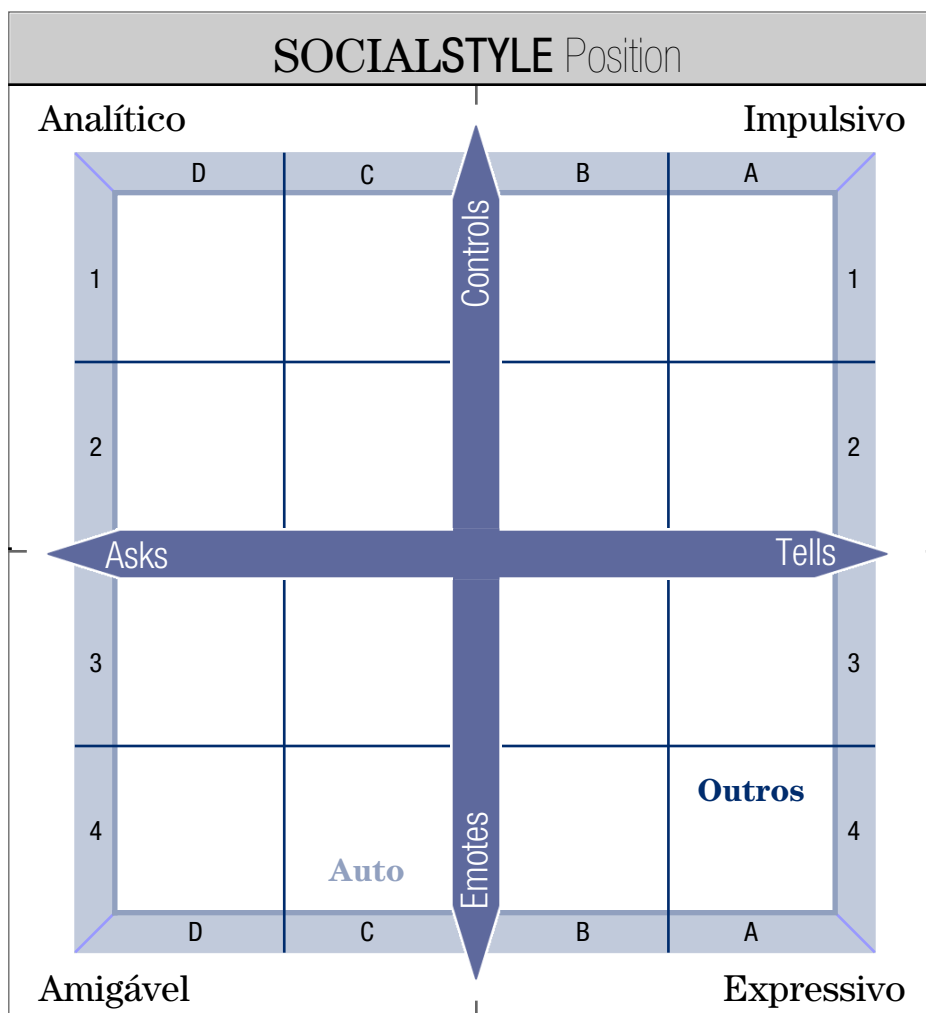 SOCIALSTYLE Position
Analítico Impulsivo
D C B A
Controls
1 1
2 2
Asks Tells
3 3
Outros
4 4
Auto
Emotes
D C B A
Amigável Expressivo